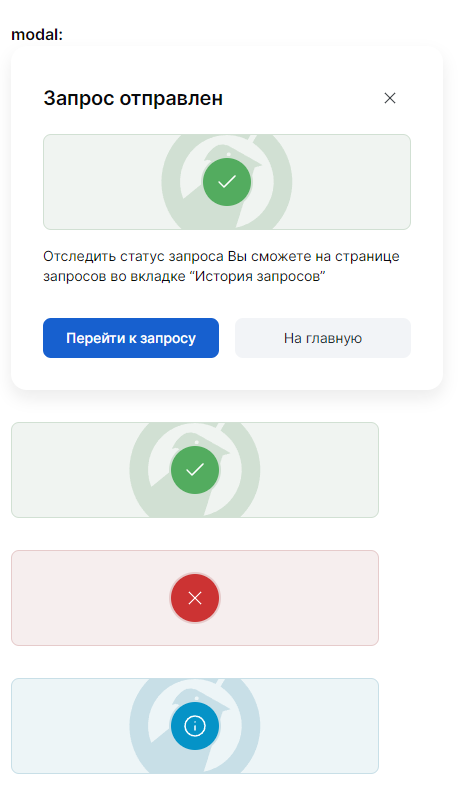 modal:
Запрос отправлен
Отследить статус запроса Вы сможете на странице
запросов во вкладке “История запросов”
Перейти к запросу
На главную